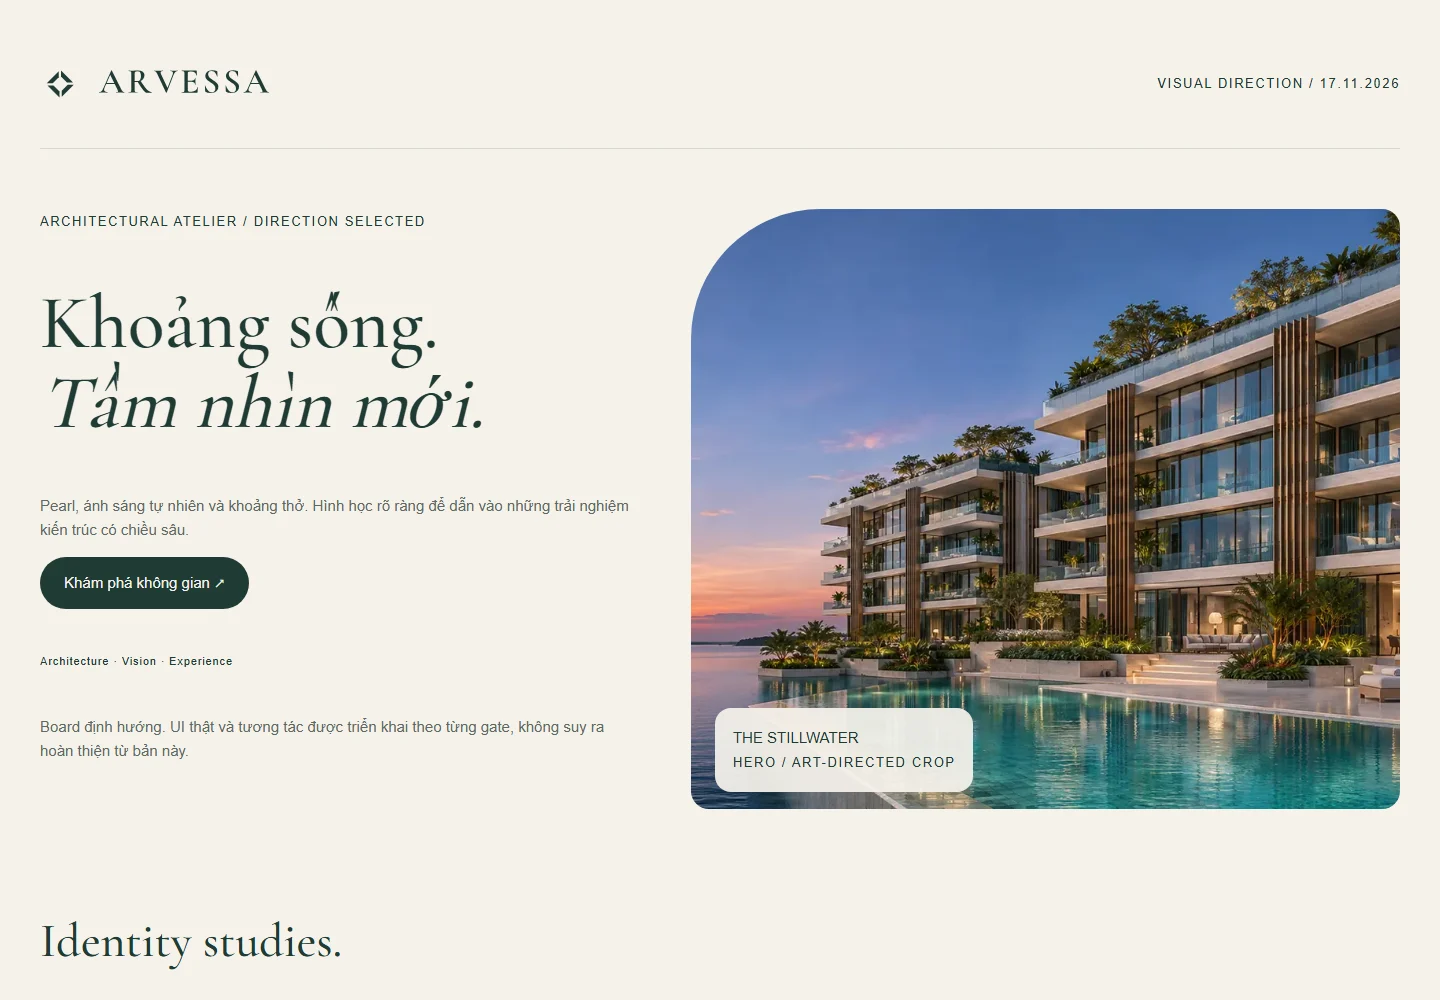 ARVESSA
VISUAL DIRECTION / 17.11.2026
ARCHITECTURAL ATELIER / DIRECTION SELECTED
Khoảng sống.
Tầm nhìn mới.
Pearl, ánh sáng tự nhiên và khoảng thở. Hình học rõ ràng để dẫn vào những trải nghiệm
kiến trúc có chiều sâu.
Khám phá không gian ↗
Architecture · Vision · Experience
Board định hướng. UI thật và tương tác được triển khai theo từng gate, không suy ra
hoàn thiện từ bản này.
THE STILLWATER
HERO / ART-DIRECTED CROP
Identity studies.